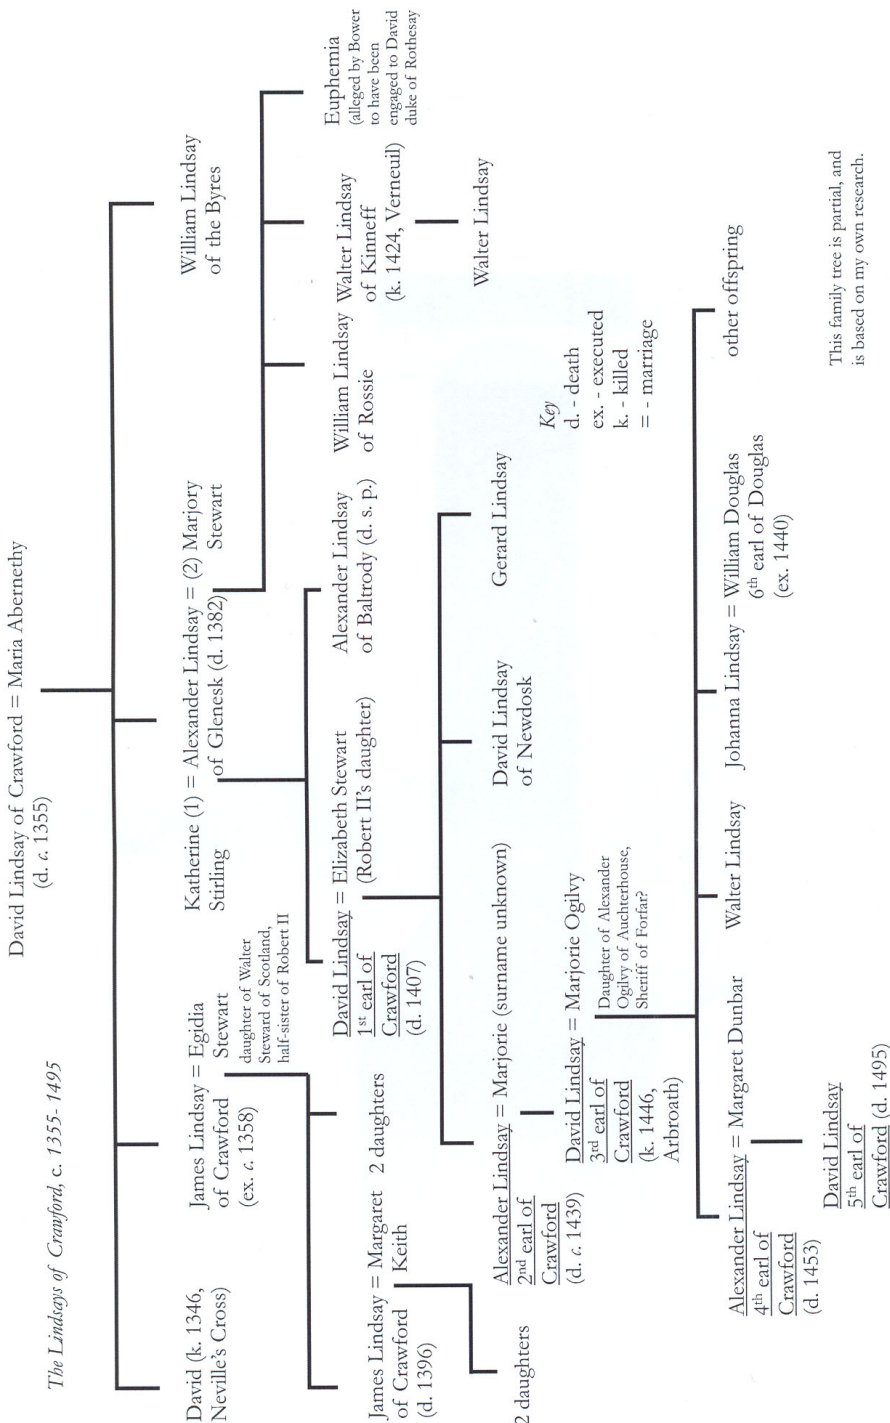 The Lindsays of Crawford, c. 1355- 1495
David Lindsay of Crawford = Maria Abernethy
(d. c. 1355)
David (k. 1346,
Neville's Cross)
James Lindsay = Egidia
of Crawford Stewart
(ex. c. 1358)
daughter of Walter
Steward of Scotland,
half-sister of Robert II
Katherine (1) = Alexander Lindsay = (2) Marjory
Stirling of Glenesk (d. 1382) Stewart
William Lindsay
of the Byres
James Lindsay = Margaret
of Crawford Keith
(d. 1396)
2 daughters
David Lindsay = Elizabeth Stewart
1st earl of (Robert II's daughter)
Crawford
(d. 1407)
Alexander Lindsay
of Baltrody (d. s. p.)
William Lindsay
of Rossie
Walter Lindsay
of Kinneff
(k. 1424, Verneuil)
Euphemia
(alleged by Bower
to have been
engaged to David
duke of Rothesay
2 daughters
Alexander Lindsay = Marjorie (surname unknown)
2nd earl of
Crawford
(d. c. 1439)
David Lindsay
of Newdosk
Gerard Lindsay
Walter Lindsay
David Lindsay = Marjorie Ogilvy
3rd earl of
Crawford
(k. 1446,
Arbroath)
Daughter of Alexander
Ogilvy of Auchterhouse,
Sheriff of Forfar?
Key
d. - death
ex. - executed
k. - killed
= - marriage
Alexander Lindsay = Margaret Dunbar
4th earl of
Crawford
(d. 1453)
Walter Lindsay
Johanna Lindsay = William Douglas
6th earl of Douglas
(ex. 1440)
other offspring
David Lindsay
5th earl of
Crawford (d. 1495)
This family tree is partial, and
is based on my own research.